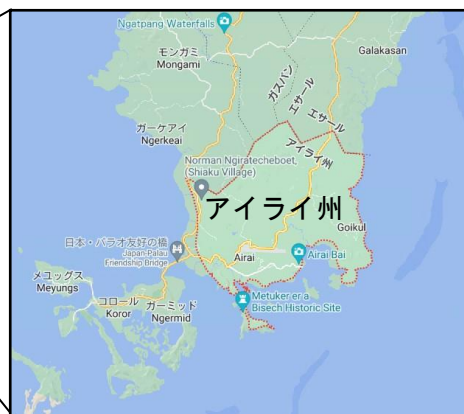 Ngatpang Waterfalls
モンガミ
Mongami
Galakasan
ガスパン
エサール
エサール
アイライ州
ガーケアイ
Ngerkeai
Norman Ngiratecheboet,
(Shiaku Village)
アイライ州
Goikul
日本・パラオ友好の橋
Japan-Palau
Friendship Bridge
Airai
Airai Bai
メユッグス
Meyungs
コロール
Koror
ガーミッド
Ngermid
Metuker er a
Bisech Historic Site